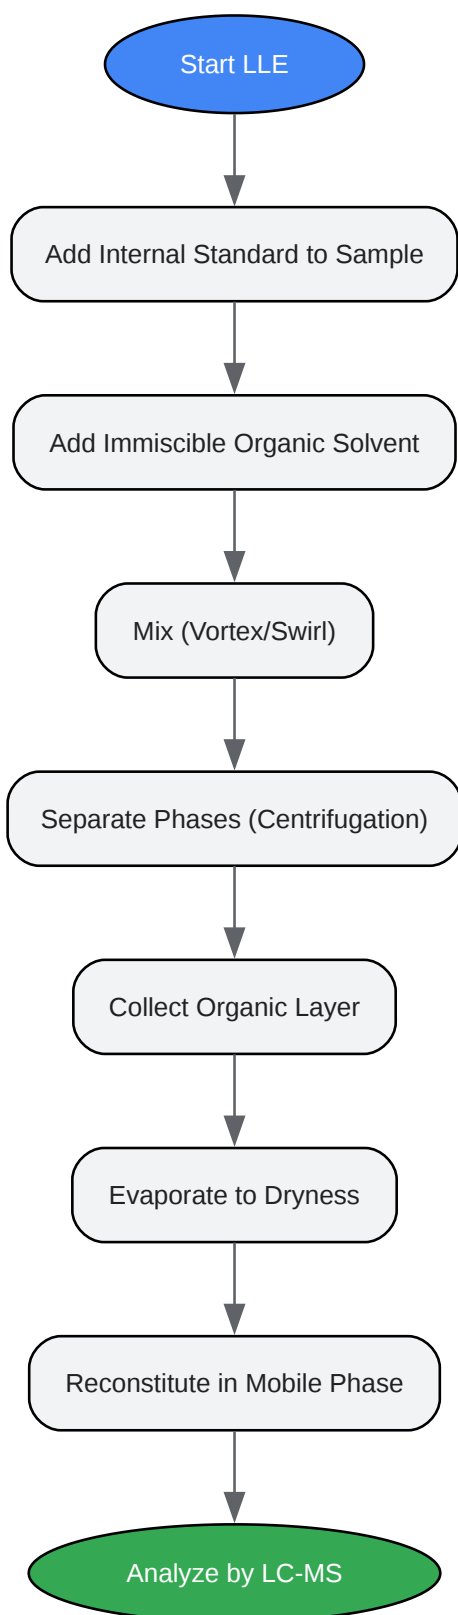 Start LLE
Add Internal Standard to Sample
Add Immiscible Organic Solvent
Mix (Vortex/Swirl)
Separate Phases (Centrifugation)
Collect Organic Layer
Evaporate to Dryness
Reconstitute in Mobile Phase
Analyze by LC-MS